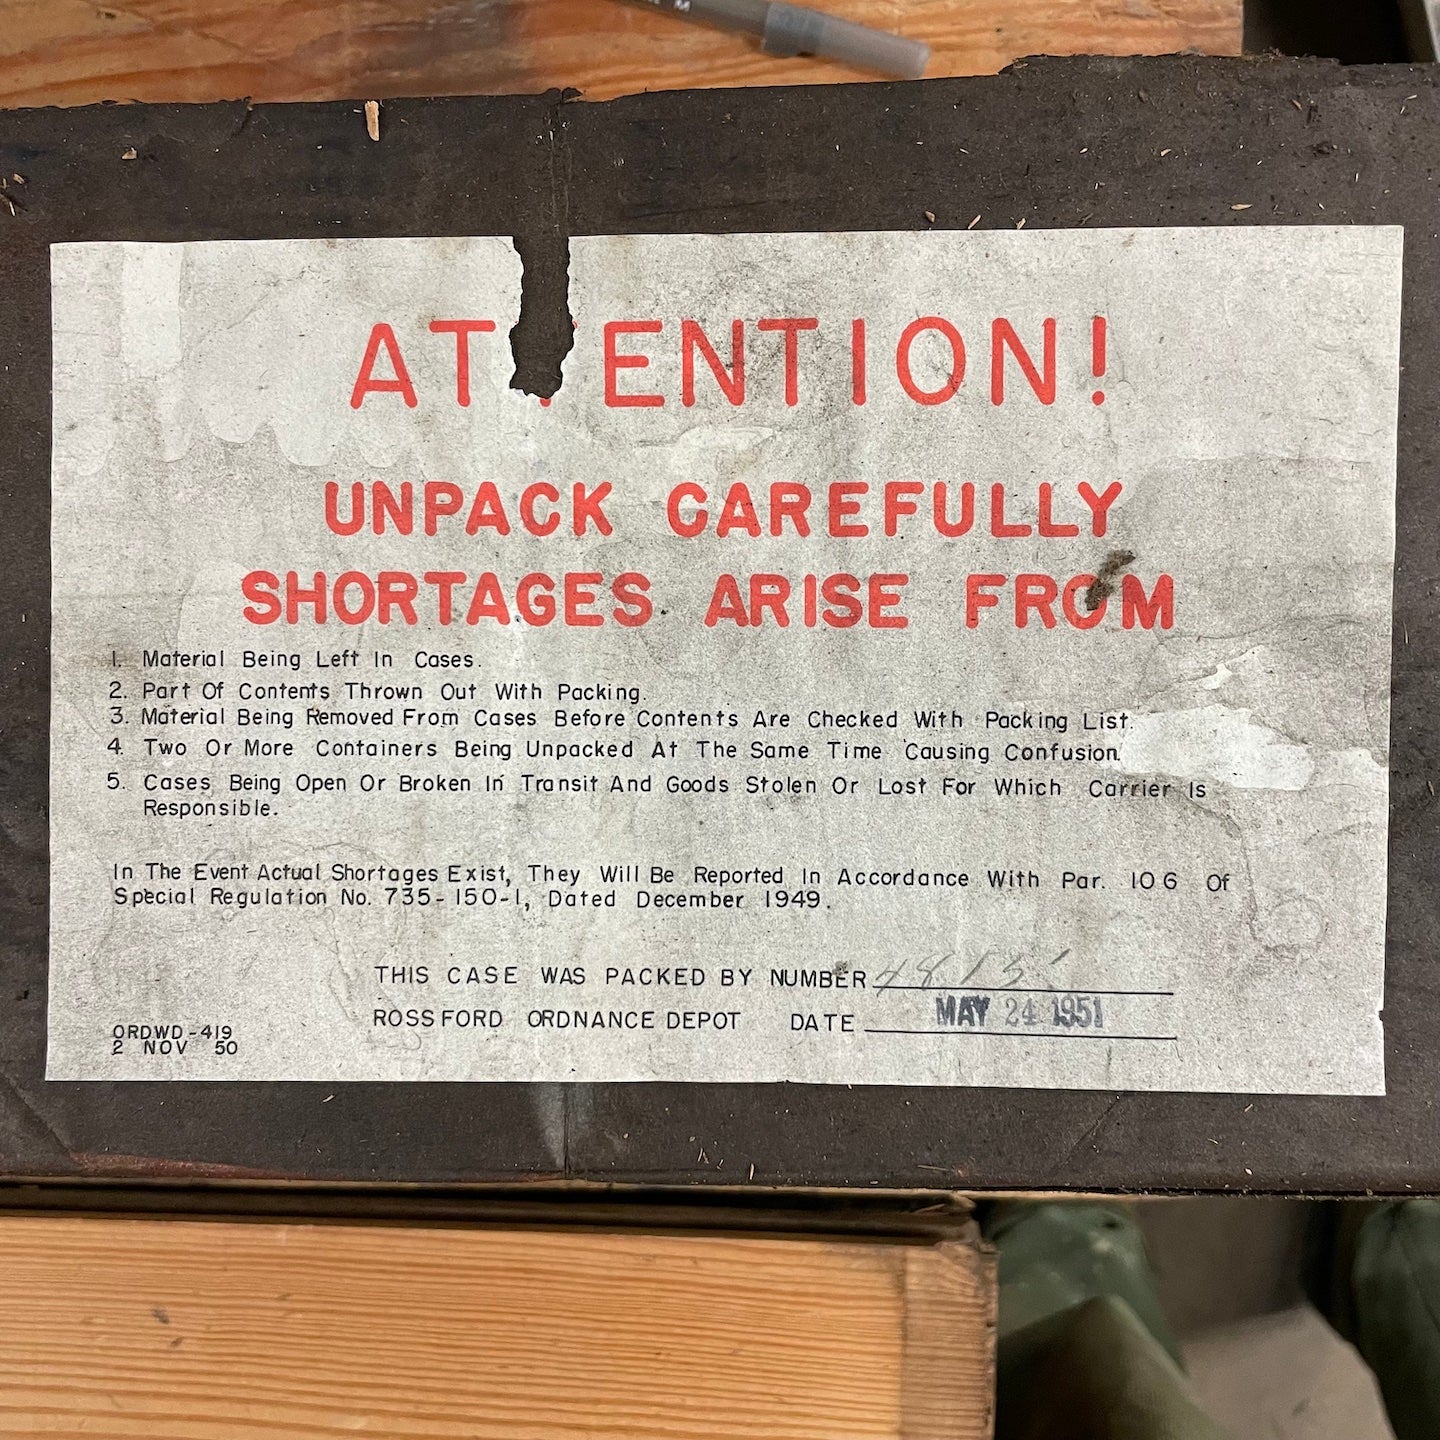 M
AT ENTION!
UNPACK CAREFULLY
SHORTAGES ARISE FROM
1. Material Being Left In Cases.
2. Part Of Contents Thrown Out With Packing.
3. Material Being Removed From Cases Before Contents Are Checked With Packing List.
4. Two Or More Containers Being Unpacked At The Same Time Causing Confusion.
5. Cases Being Open Or Broken In Transit And Goods Stolen Or Lost For Which Carrier Is
Responsible.
In The Event Actual Shortages Exist, They Will Be Reported In Accordance With Par. 10G Of
Special Regulation No. 735-150-1, Dated December 1949.
THIS CASE WAS PACKED BY NUMBER
ROSSFORD ORDNANCE DEPOT DATE MAY 24 1951
ORDWD-419
2 NOV 50